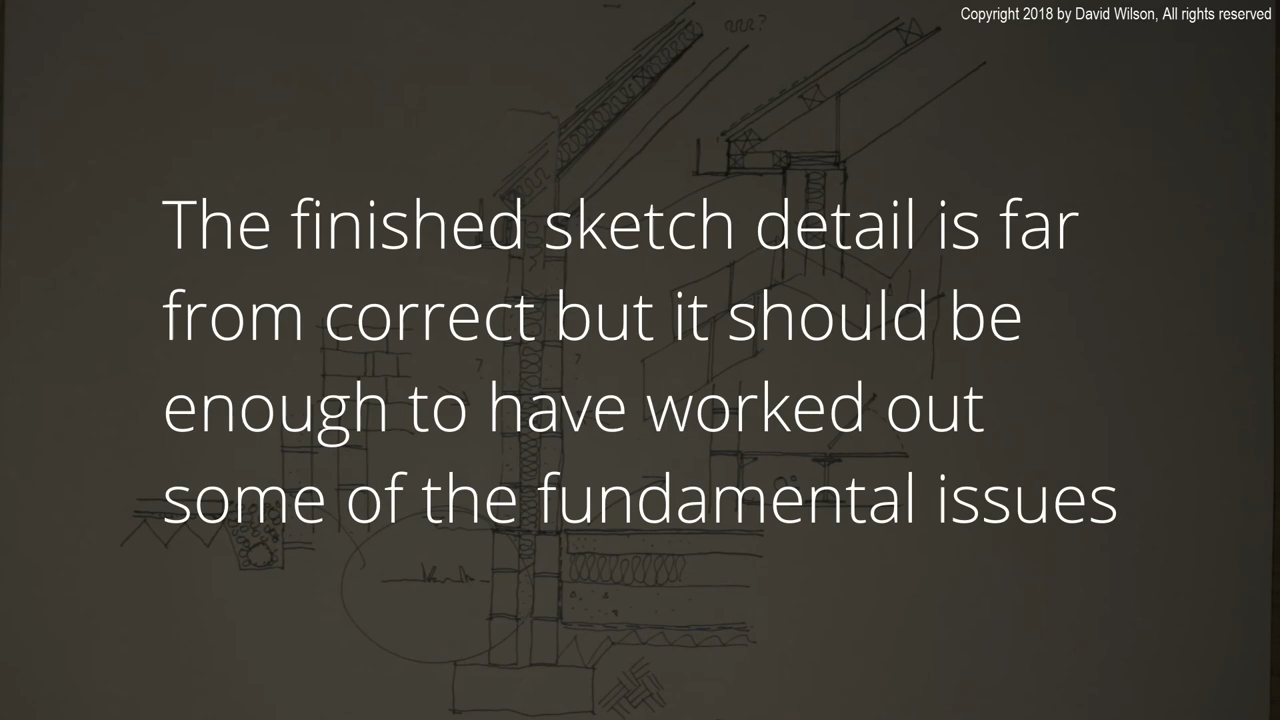 Copyright 2018 by David Wilson, All rights reserved
?
The finished sketch detail is far
from correct but it should be
enough to have worked out
some of the fundamental issues
? ?